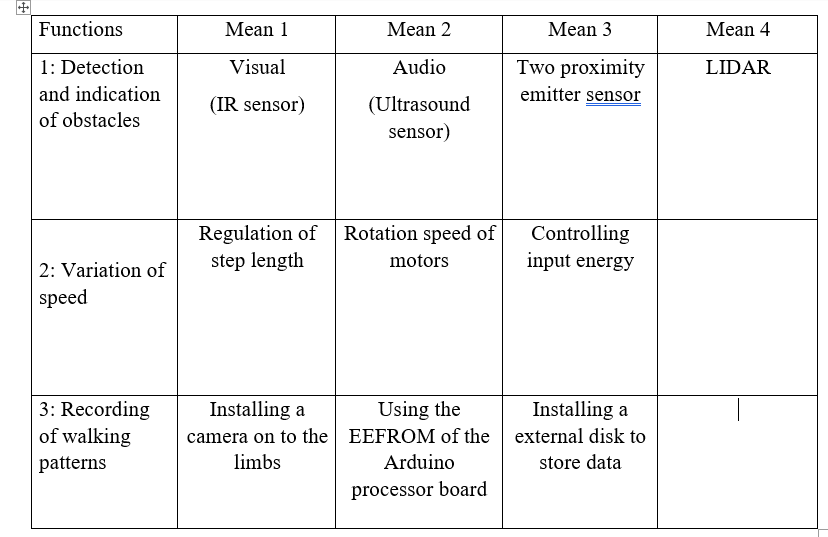 Functions
Mean 1
Mean 2
Mean 3
Mean 4
1: Detection
and indication
of obstacles
Visual
(IR sensor)
Audio
(Ultrasound
sensor)
Two proximity
emitter sensor
LIDAR
2: Variation of
speed
Regulation of
step length
Rotation speed of
motors
Controlling
input energy
3: Recording
of walking
patterns
Installing a
camera on to the
limbs
Using the
EEFROM of the
Arduino
processor board
Installing a
external disk to
store data